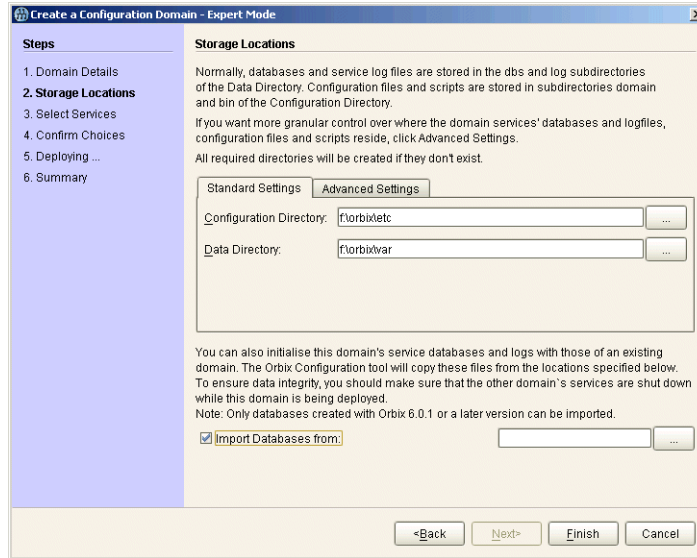 Create a Configuration Domain - Expert Mode
Steps
1. Domain Details
2. Storage Locations
3. Select Services
4. Confirm Choices
5. Deploying ...
6. Summary
Storage Locations
Normally, databases and service log files are stored in the dbs and log subdirectories
of the Data Directory. Configuration files and scripts are stored in subdirectories domain
and bin of the Configuration Directory.
If you want more granular control over where the domain services' databases and logfiles,
configuration files and scripts reside, click Advanced Settings.
All required directories will be created if they don't exist.
Standard Settings Advanced Settings
Configuration Directory: f:\orbix\etc ...
Data Directory: f:\orbix\var ...
You can also initialise this domain's service databases and logs with those of an existing
domain. The Orbix Configuration tool will copy these files from the locations specified below.
To ensure data integrity, you should make sure that the other domain`s services are shut down
while this domain is being deployed.
Note: Only databases created with Orbix 6.0.1 or a later version can be imported.
Import Databases from: ...
<Back Next> Finish Cancel